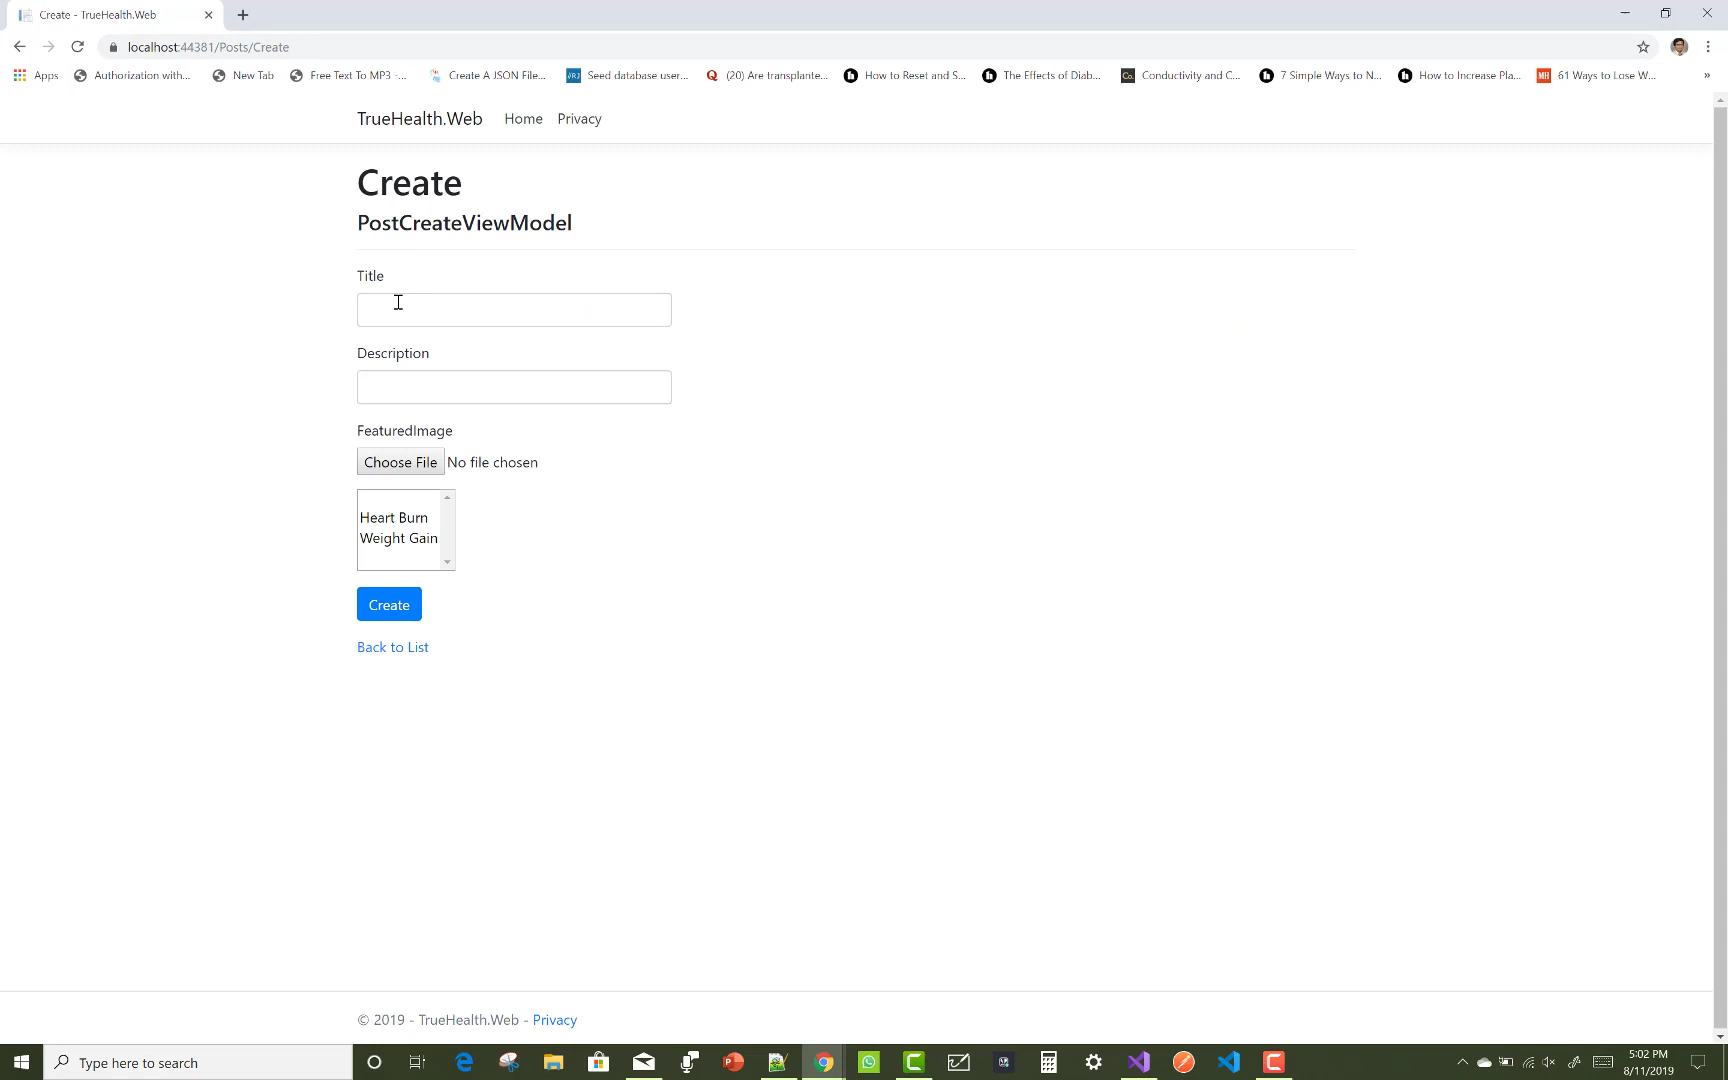 Create - TrueHealth.Web
localhost:44381/Posts/Create
Apps Authorization with... New Tab Free Text To MP3 -... Create A JSON File... Seed database user... (20) Are transplante... How to Reset and S... The Effects of Diab... Conductivity and C... 7 Simple Ways to N... How to Increase Pla... 61 Ways to Lose W... »
TrueHealth.Web Home Privacy
Create
PostCreateViewModel
Title
Description
FeaturedImage
Choose File No file chosen
Heart Burn
Weight Gain
Create
Back to List
© 2019 - TrueHealth.Web - Privacy
Type here to search
5:02 PM
8/11/2019